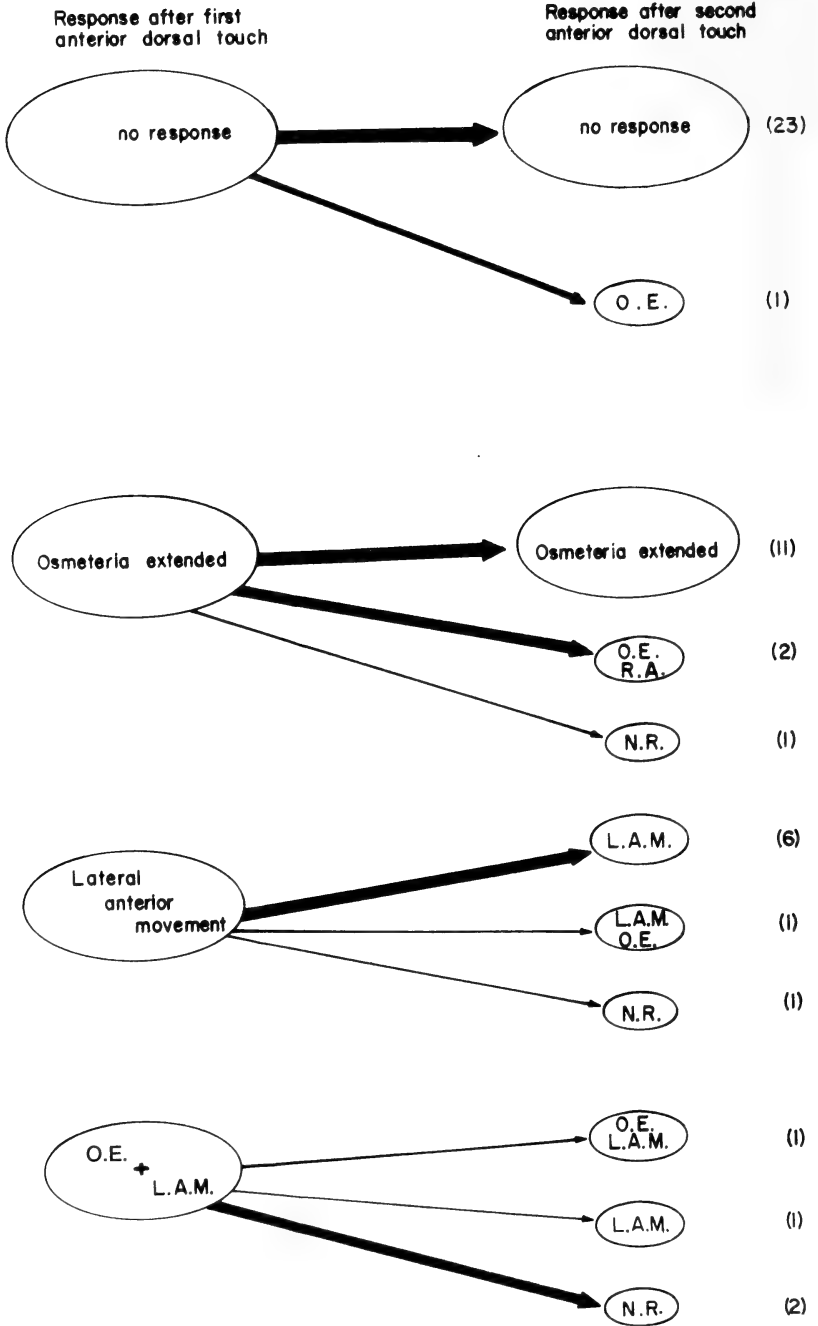 Response after first
anterior dorsal touch
Response after second
anterior dorsal touch
no response
no response
(23)
O.E.
(1)
Osmeteria extended
Osmeteria extended
(11)
O.E.
R.A.
(2)
N.R.
(1)
Lateral
anterior
movement
L.A.M.
(6)
L.A.M.
O.E.
(1)
N.R.
(1)
O.E.
+
L.A.M.
O.E.
L.A.M.
(1)
L.A.M.
(1)
N.R.
(2)